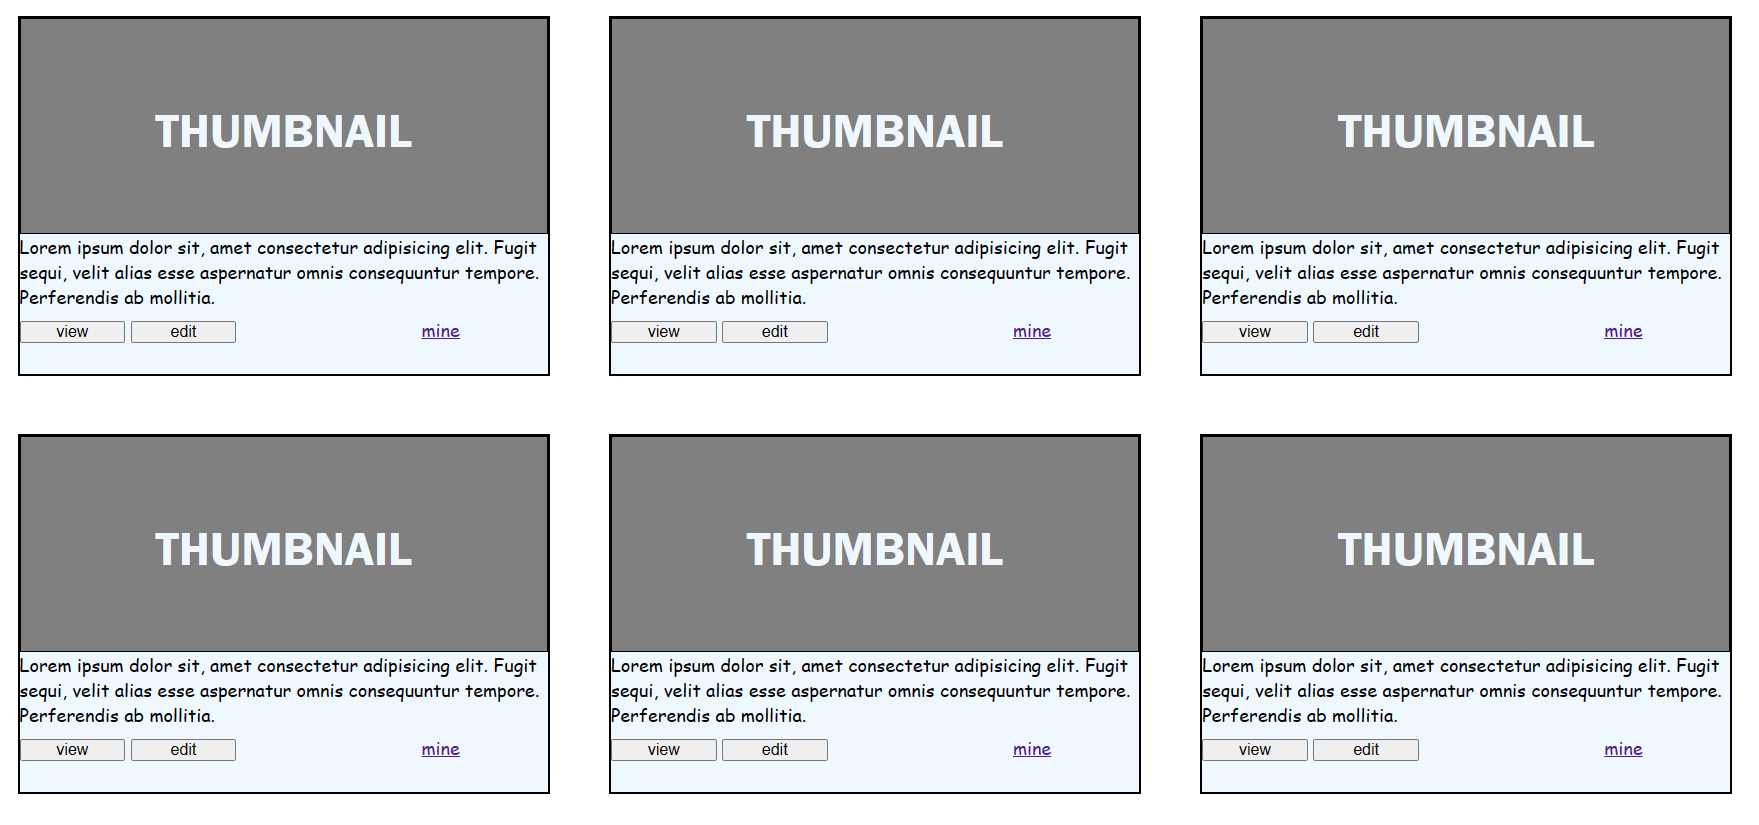 THUMBNAIL
Lorem ipsum dolor sit, amet consectetur adipisicing elit. Fugit
sequi, velit alias esse aspernatur omnis consequuntur tempore.
Perferendis ab mollitia.
view edit mine
THUMBNAIL
Lorem ipsum dolor sit, amet consectetur adipisicing elit. Fugit
sequi, velit alias esse aspernatur omnis consequuntur tempore.
Perferendis ab mollitia.
view edit mine
THUMBNAIL
Lorem ipsum dolor sit, amet consectetur adipisicing elit. Fugit
sequi, velit alias esse aspernatur omnis consequuntur tempore.
Perferendis ab mollitia.
view edit mine
THUMBNAIL
Lorem ipsum dolor sit, amet consectetur adipisicing elit. Fugit
sequi, velit alias esse aspernatur omnis consequuntur tempore.
Perferendis ab mollitia.
view edit mine
THUMBNAIL
Lorem ipsum dolor sit, amet consectetur adipisicing elit. Fugit
sequi, velit alias esse aspernatur omnis consequuntur tempore.
Perferendis ab mollitia.
view edit mine
THUMBNAIL
Lorem ipsum dolor sit, amet consectetur adipisicing elit. Fugit
sequi, velit alias esse aspernatur omnis consequuntur tempore.
Perferendis ab mollitia.
view edit mine